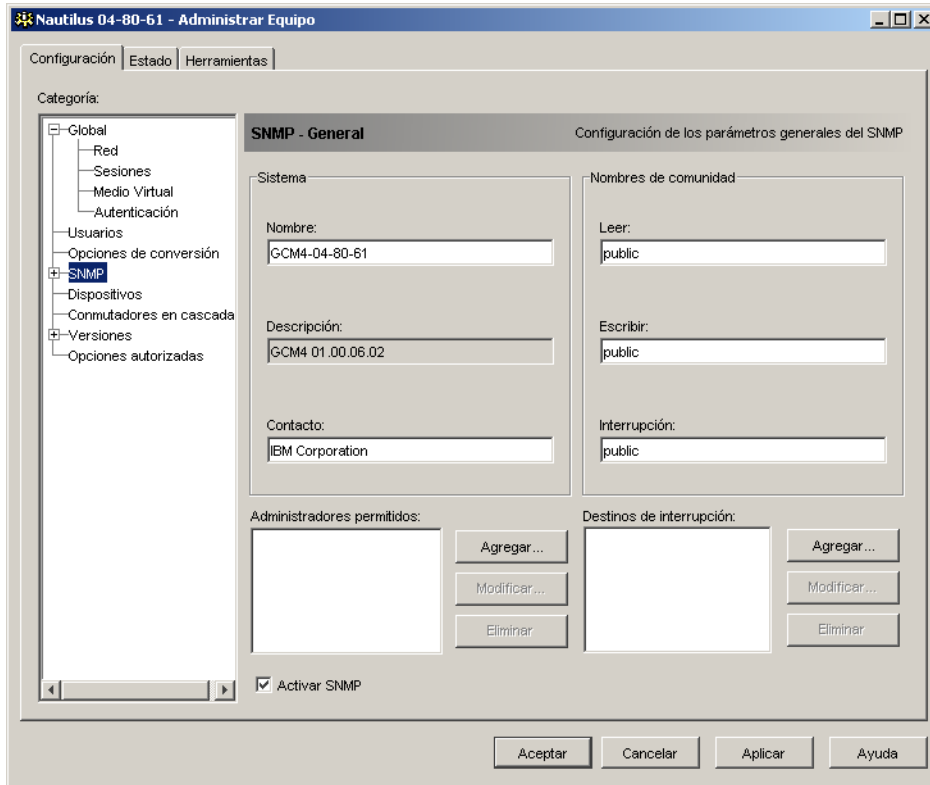 Nautilus 04-80-61 - Administrar Equipo
Configuración Estado Herramientas
Categoría:
Global
Red
Sesiones
Medio Virtual
Autenticación
Usuarios
Opciones de conversión
SNMP
Dispositivos
Conmutadores en cascada
Versiones
Opciones autorizadas
SNMP - General Configuración de los parámetros generales del SNMP
Sistema
Nombre:
GCM4-04-80-61
Descripción:
GCM4 01.00.06.02
Contacto:
IBM Corporation
Nombres de comunidad
Leer:
public
Escribir:
public
Interrupción:
public
Administradores permitidos:
Agregar...
Modificar...
Eliminar
Destinos de interrupción:
Agregar...
Modificar...
Eliminar
Activar SNMP
Aceptar Cancelar Aplicar Ayuda